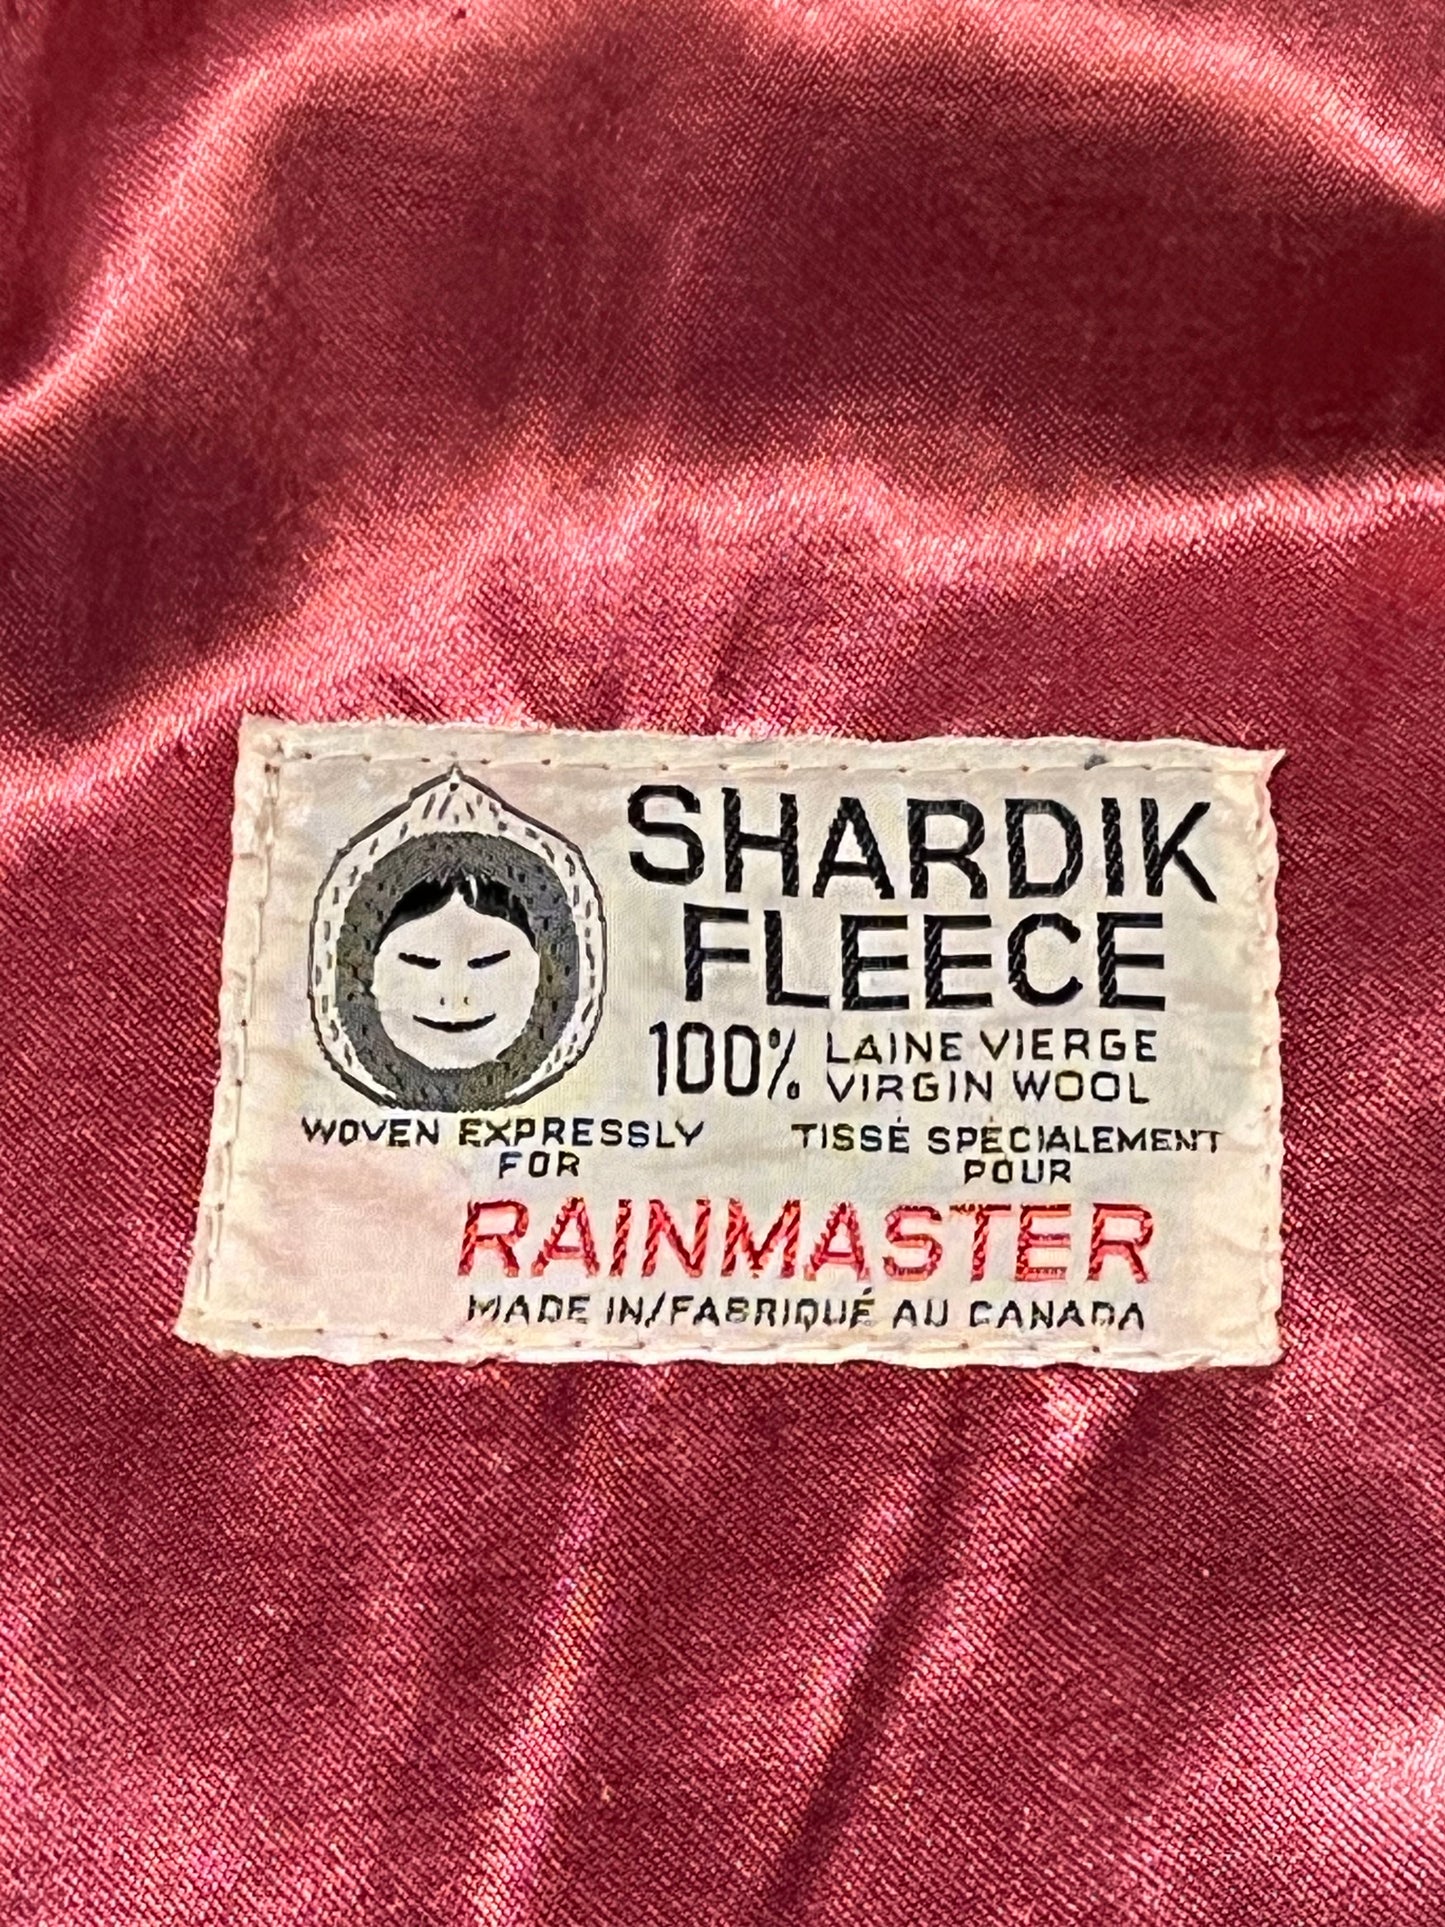 SHARDIK
FLEECE
100% LAINE VIERGE
VIRGIN WOOL
WOVEN EXPRESSLY
FOR
TISSÉ SPÉCIALEMENT
POUR
RAINMASTER
MADE IN/FABRIQUÉ AU CANADA